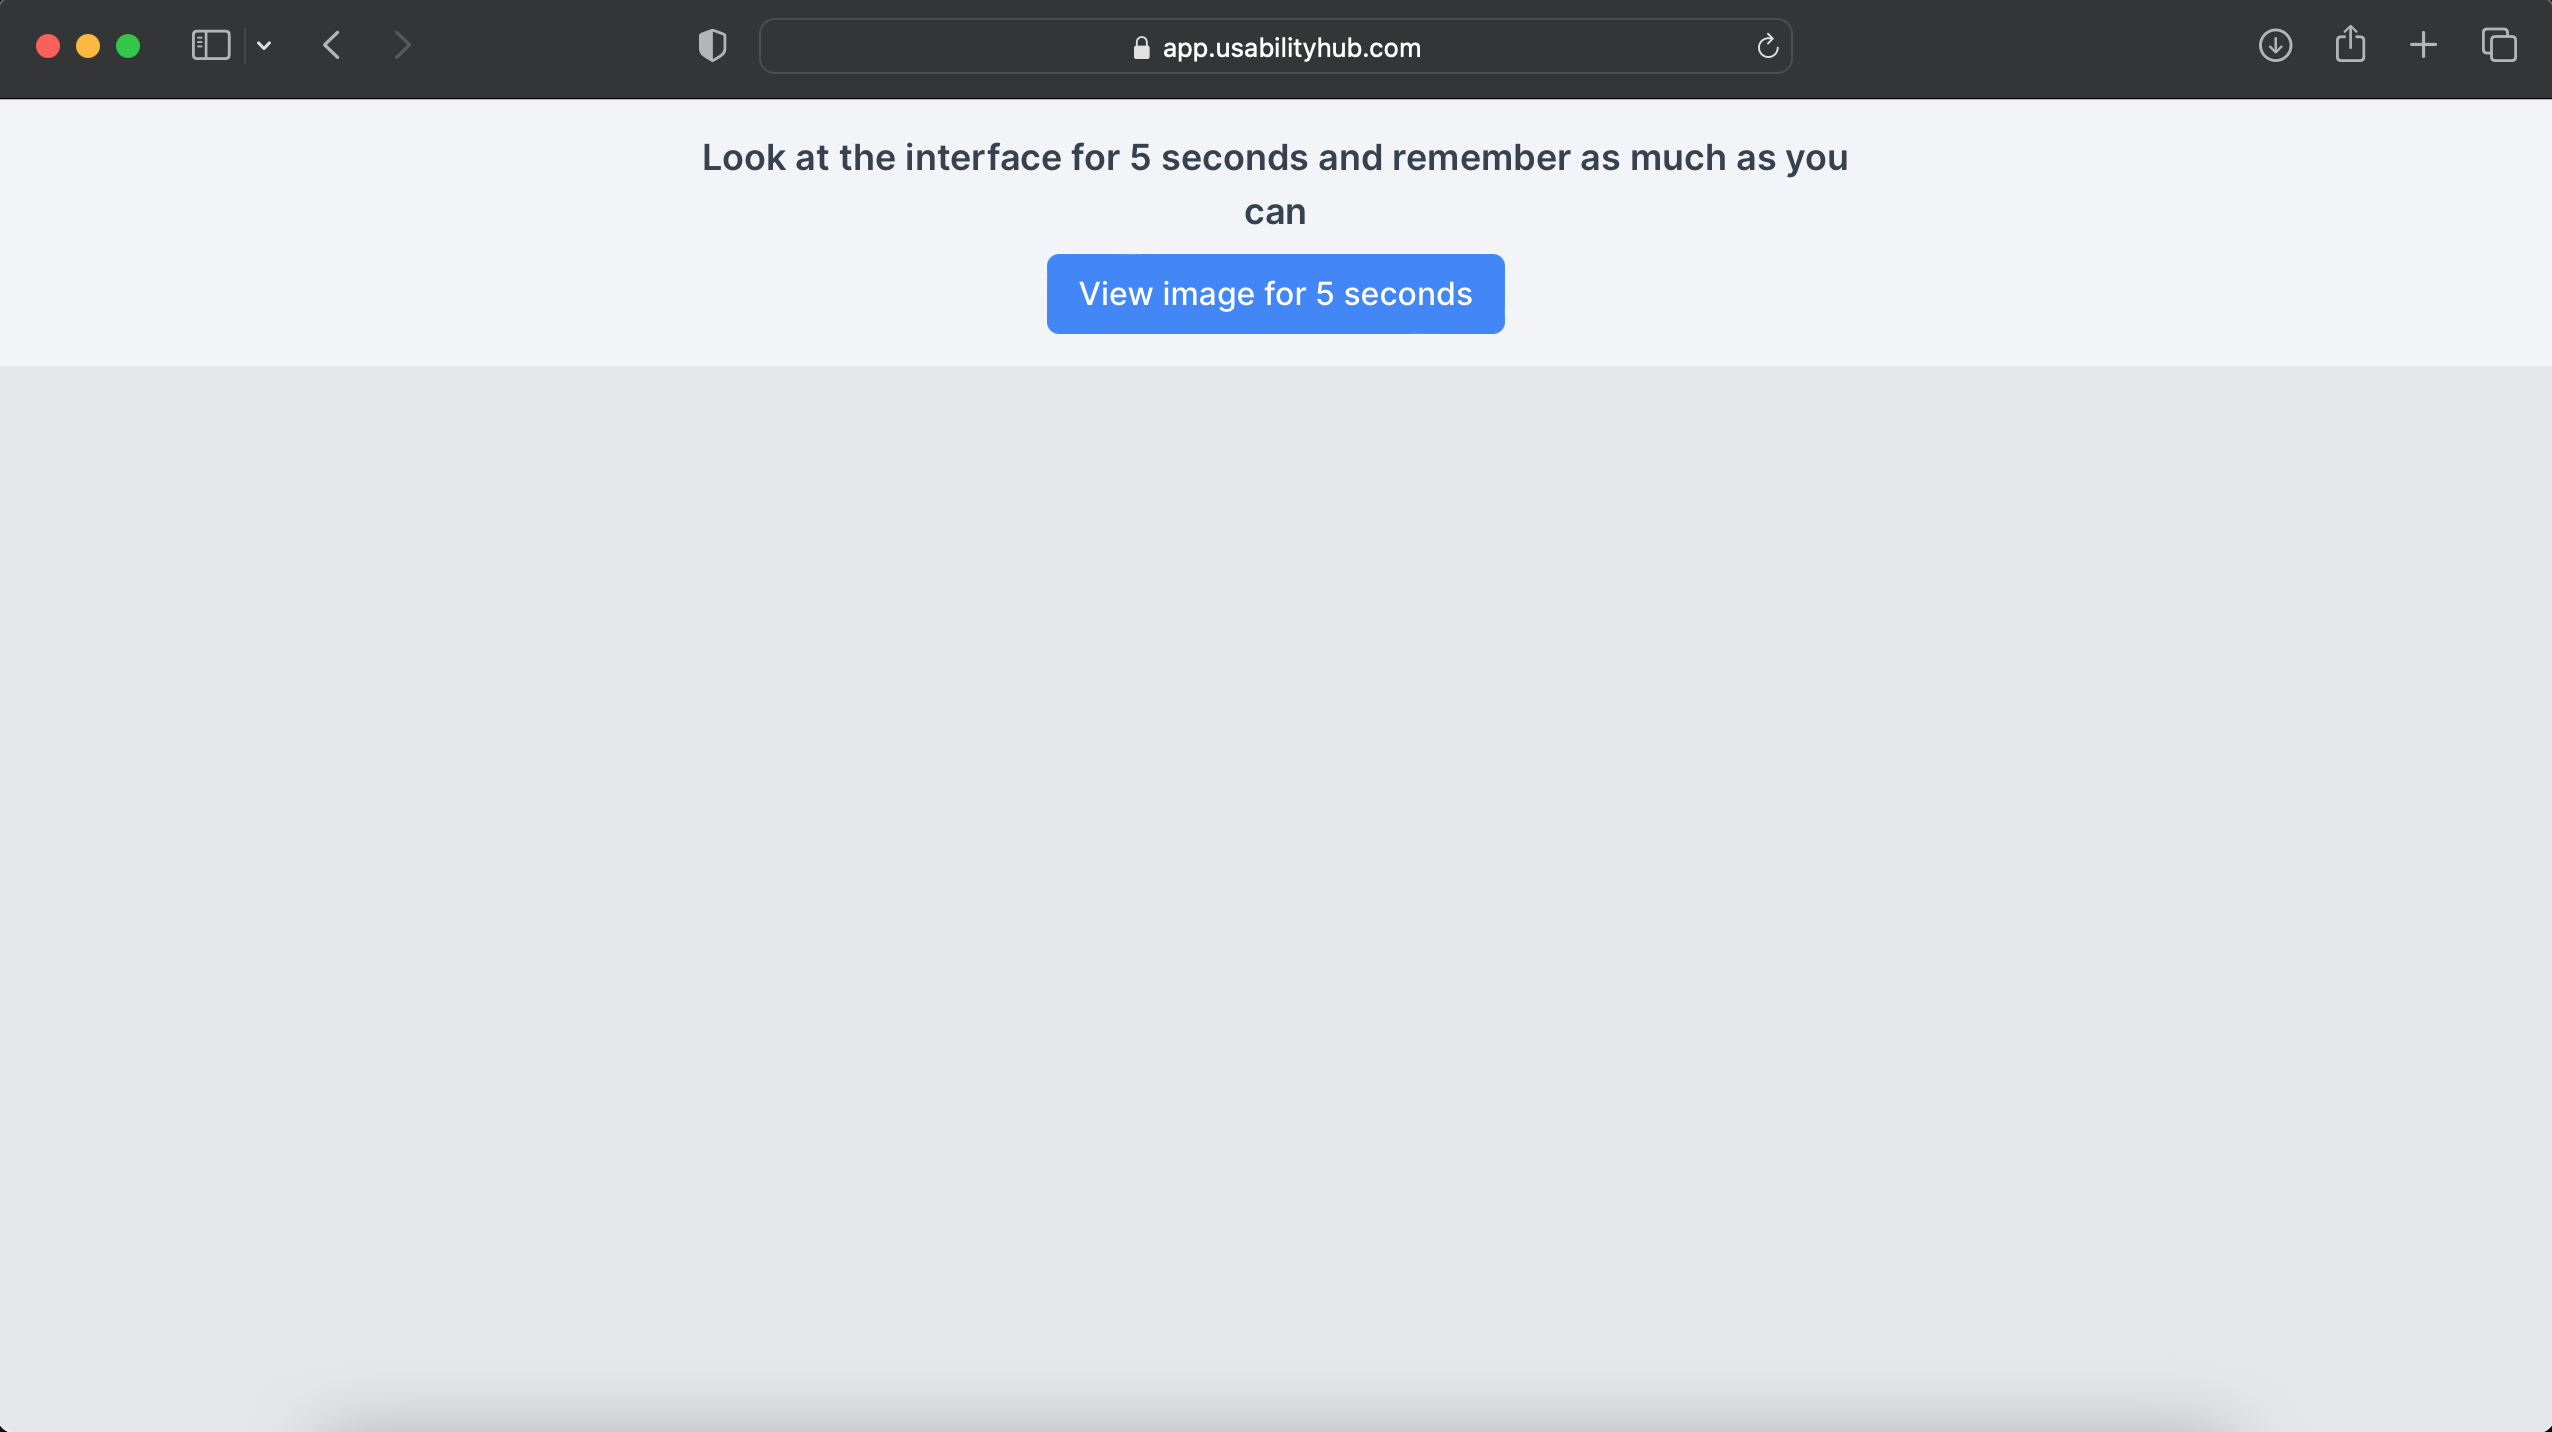 app.usabilityhub.com
Look at the interface for 5 seconds and remember as much as you
can
View image for 5 seconds